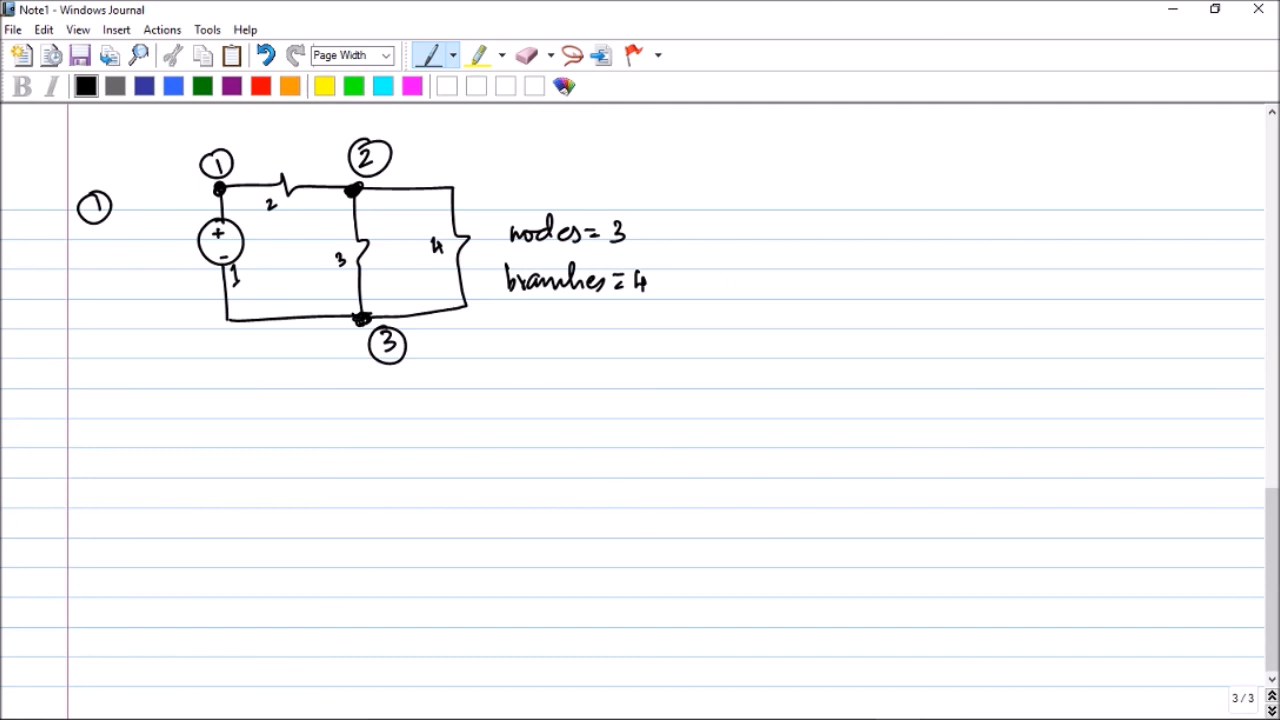 Note1 - Windows Journal
File Edit View Insert Actions Tools Help
Page Width
B I
1 2
1
2
+
-
1
3
4
nodes = 3
branches = 4
3
3 / 3